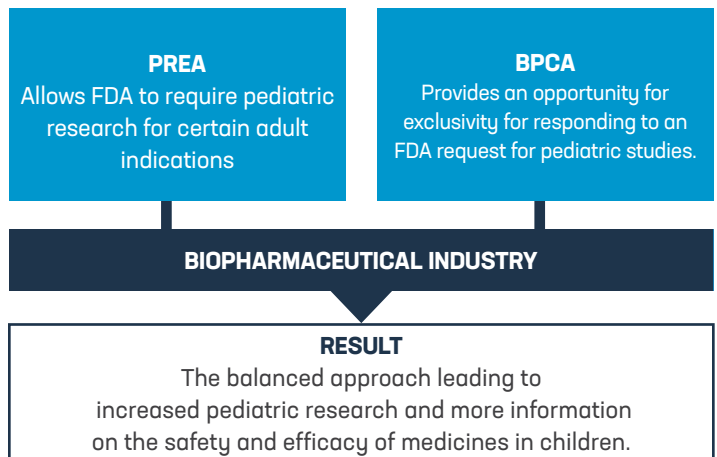 PREA
Allows FDA to require pediatric
research for certain adult
indications
BPCA
Provides an opportunity for
exclusivity for responding to an
FDA request for pediatric studies.
BIOPHARMACEUTICAL INDUSTRY
RESULT
The balanced approach leading to
increased pediatric research and more information
on the safety and efficacy of medicines in children.